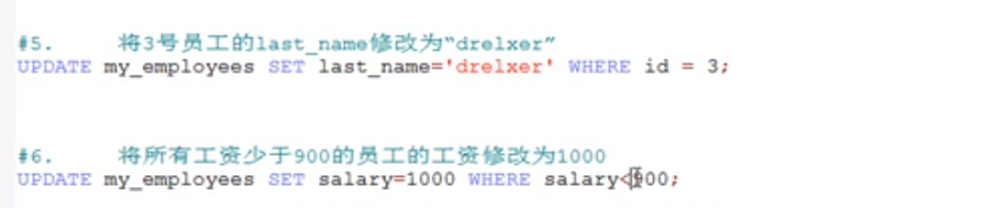 #5. 将3号员工的last_name修改为“drelxer”
UPDATE my_employees SET last_name='drelxer' WHERE id = 3;
#6. 将所有工资少于900的员工的工资修改为1000
UPDATE my_employees SET salary=1000 WHERE salary<900;